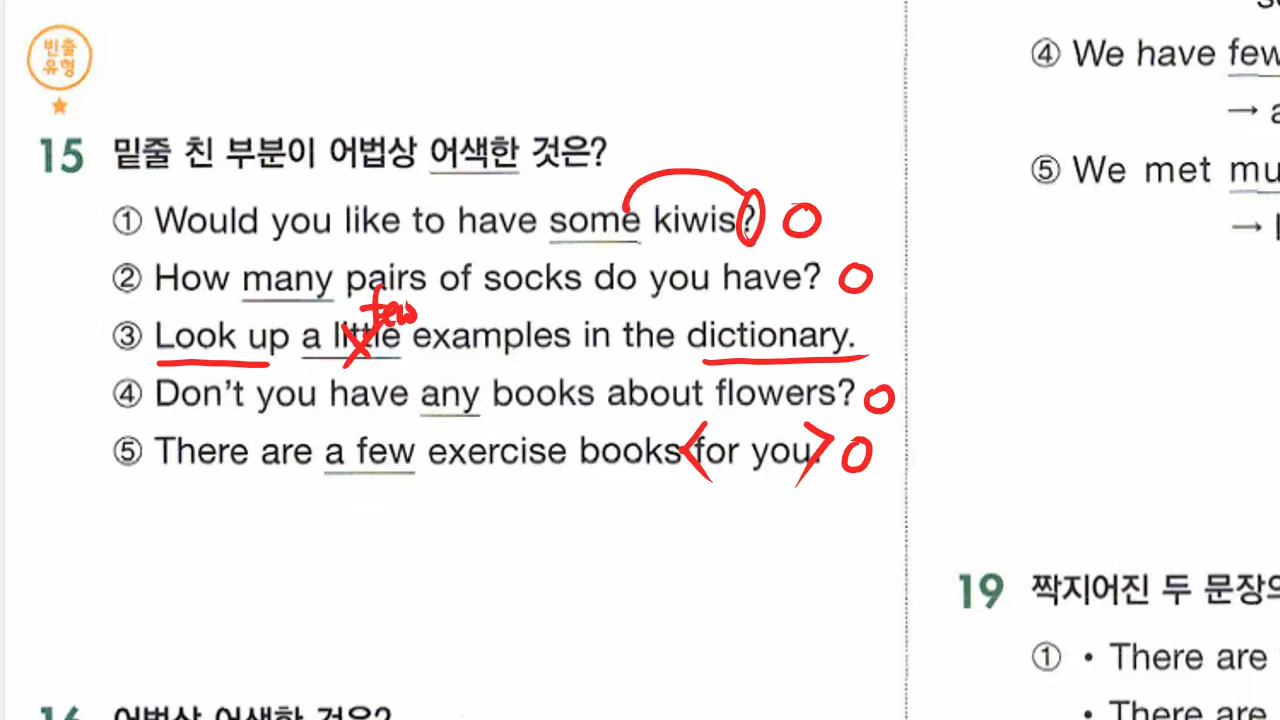 빈출
유형
15 밑줄 친 부분이 어법상 어색한 것은?
① Would you like to have some kiwis?
② How many pairs of socks do you have?
few
③ Look up a little examples in the dictionary.
④ Don't you have any books about flowers?
⑤ There are a few exercise books for you.
④ We have few
→
⑤ We met mu
→
19 짝지어진 두 문장의
① • There are
• There are
16 어법상 어색한 것은?